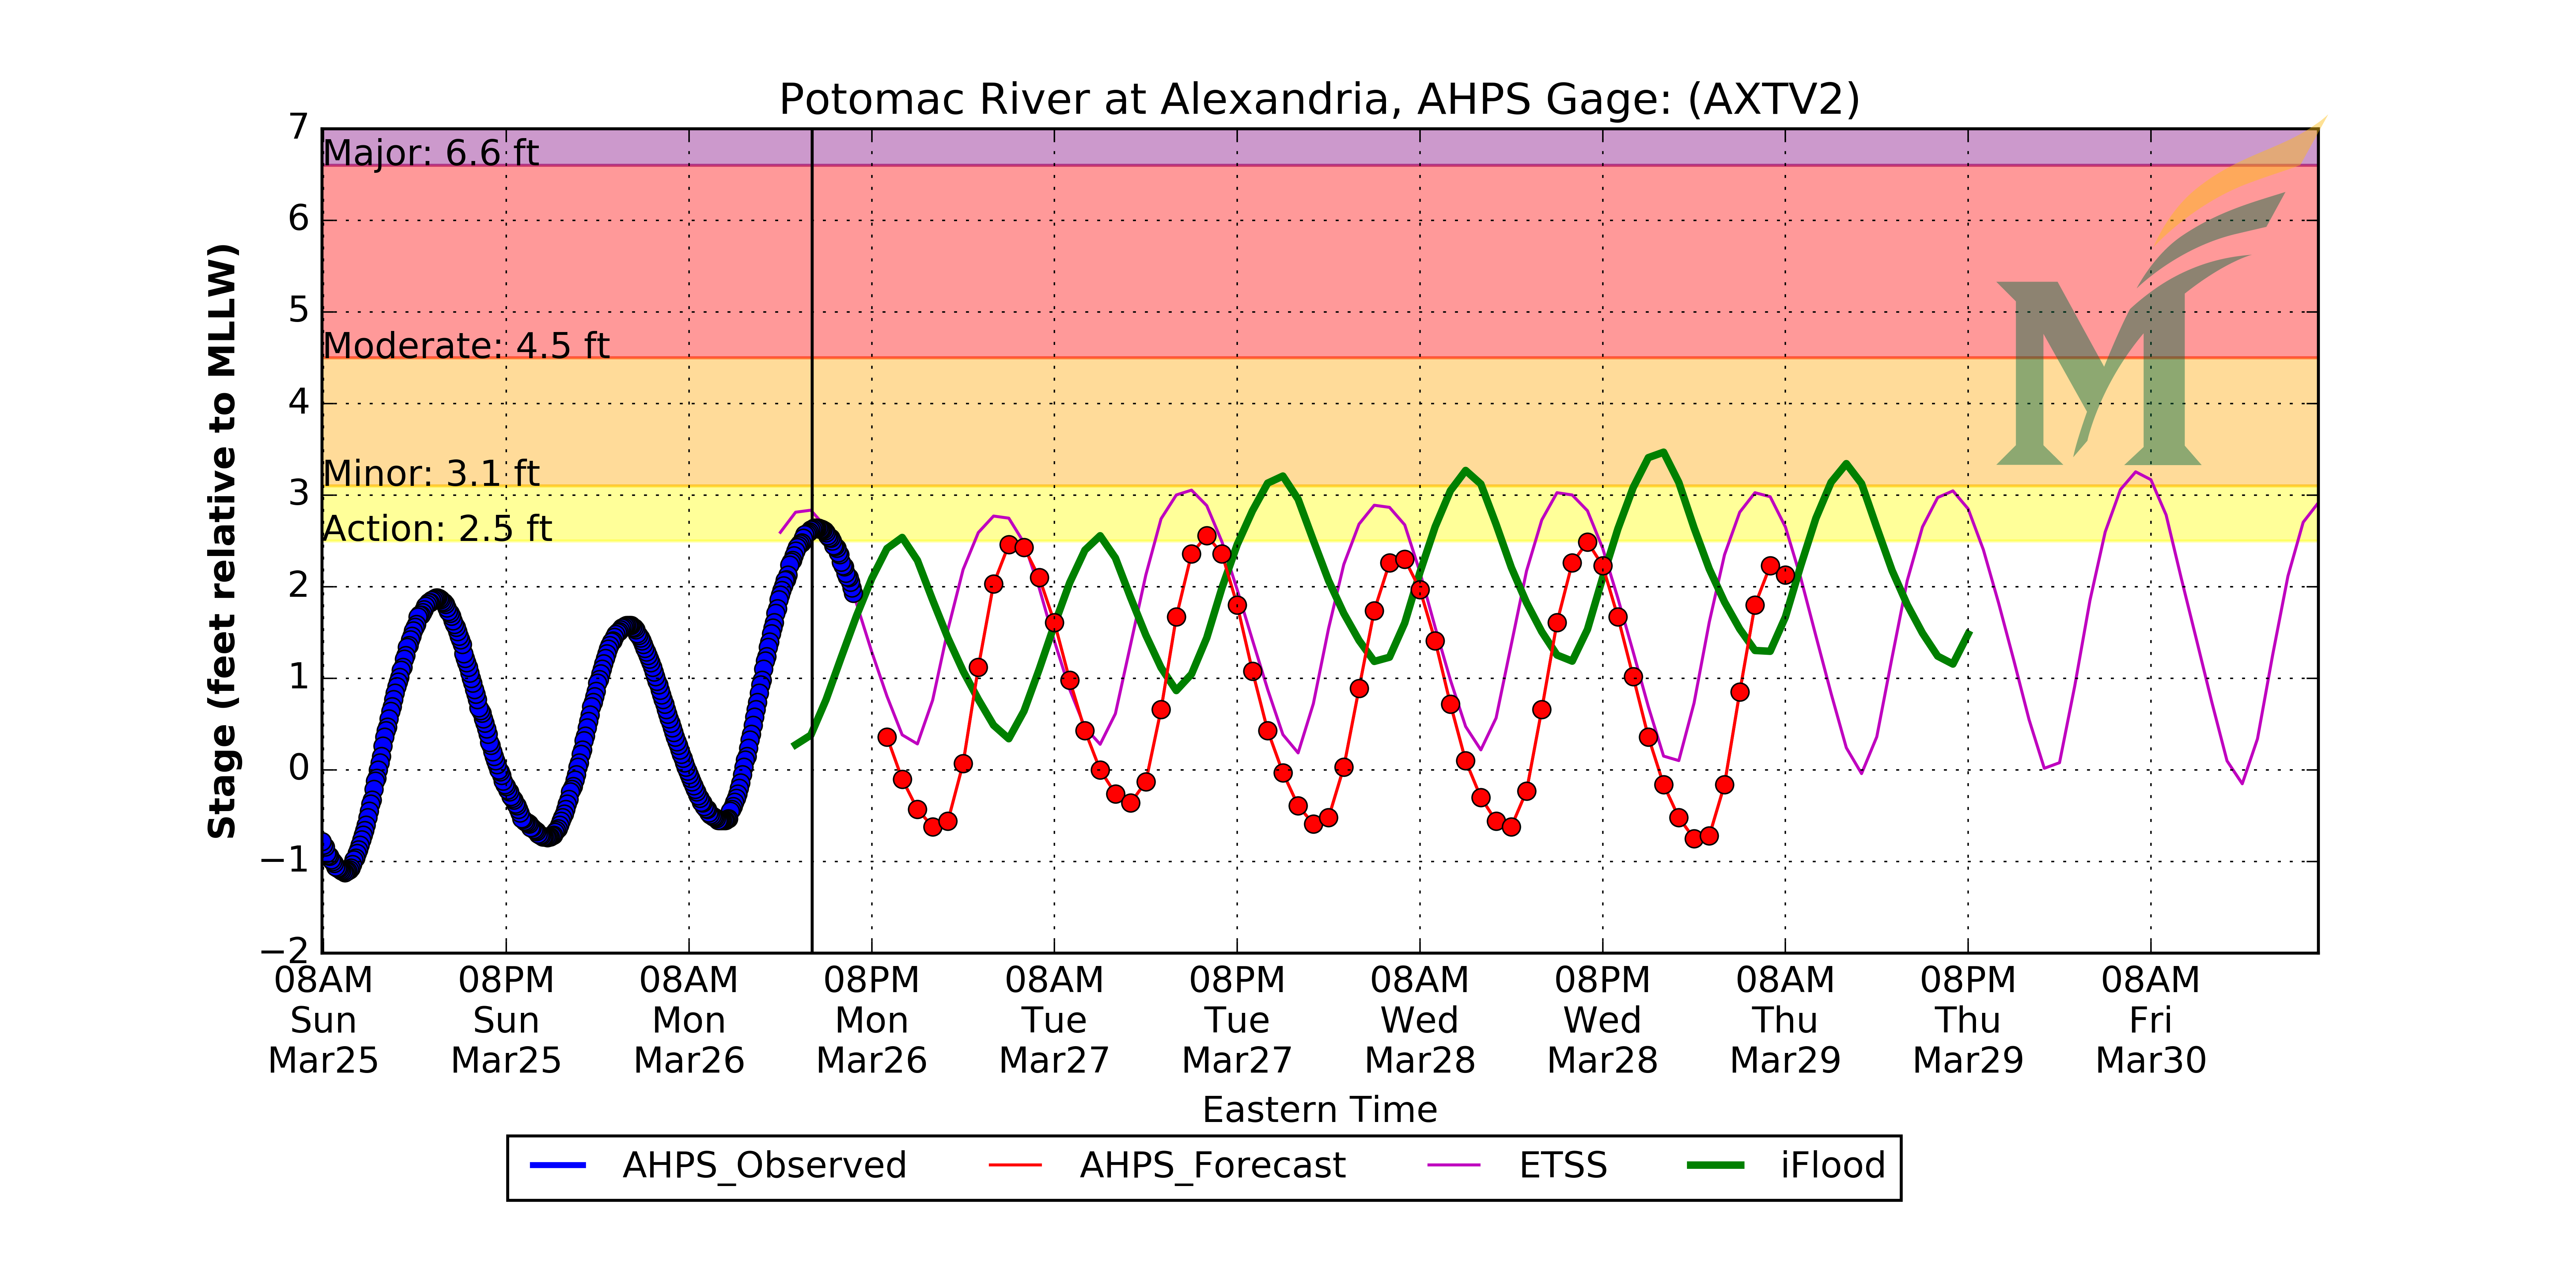 Potomac River at Alexandria, AHPS Gage: (AXTV2)
Stage (feet relative to MLLW)
7
6
5
4
3
2
1
0
−1
−2
Major: 6.6 ft
Moderate: 4.5 ft
Minor: 3.1 ft
Action: 2.5 ft
M
08AM 08PM 08AM 08PM 08AM 08PM 08AM 08PM 08AM 08PM 08AM
Sun Sun Mon Mon Tue Tue Wed Wed Thu Thu Fri
Mar25 Mar25 Mar26 Mar26 Mar27 Mar27 Mar28 Mar28 Mar29 Mar29 Mar30
Eastern Time
AHPS_Observed AHPS_Forecast ETSS iFlood